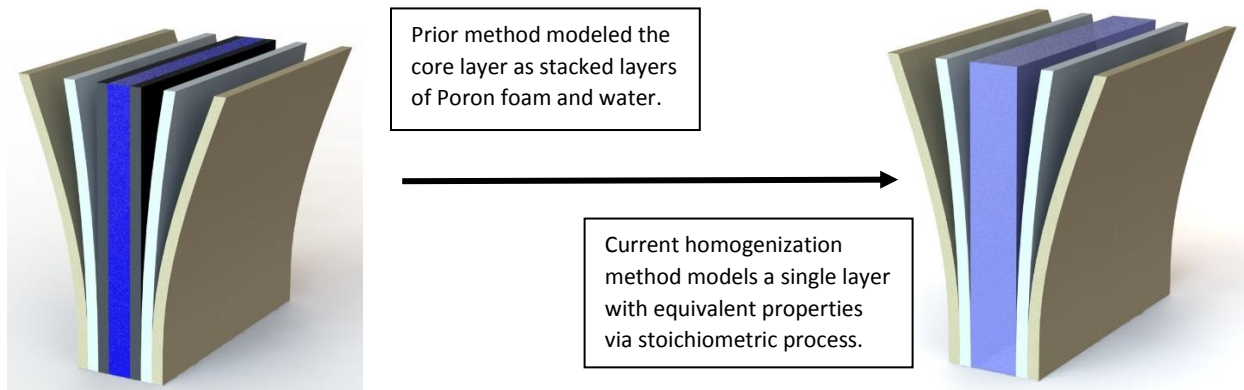 Prior method modeled the
core layer as stacked layers
of Poron foam and water.
Current homogenization
method models a single layer
with equivalent properties
via stoichiometric process.